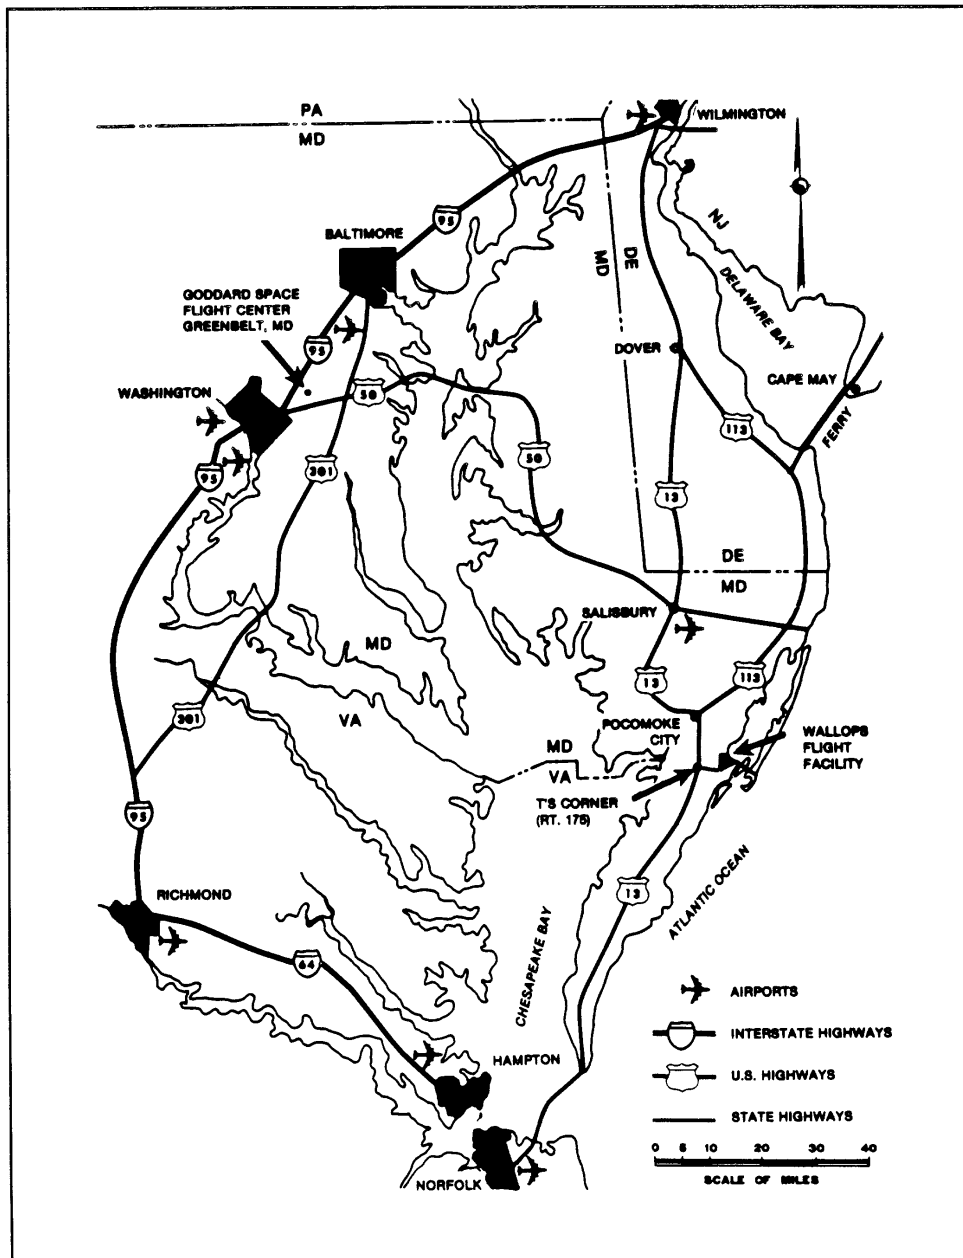 PA
MD
WILMINGTON
95
BALTIMORE
NJ
DE
MD
DELAWARE BAY
GODDARD SPACE
FLIGHT CENTER
GREENBELT, MD
95
DOVER
CAPE MAY
WASHINGTON
50
FERRY
113
301
50
95
13
DE
MD
SALISBURY
MD
13
113
301
VA
POCOMOKE
CITY
WALLOPS
FLIGHT
FACILITY
MD
VA
T'S CORNER
(RT. 175)
95
RICHMOND
13
ATLANTIC OCEAN
CHESAPEAKE BAY
64
HAMPTON
NORFOLK
AIRPORTS
INTERSTATE HIGHWAYS
U.S. HIGHWAYS
STATE HIGHWAYS
0 5 10 20 30 40
SCALE OF MILES